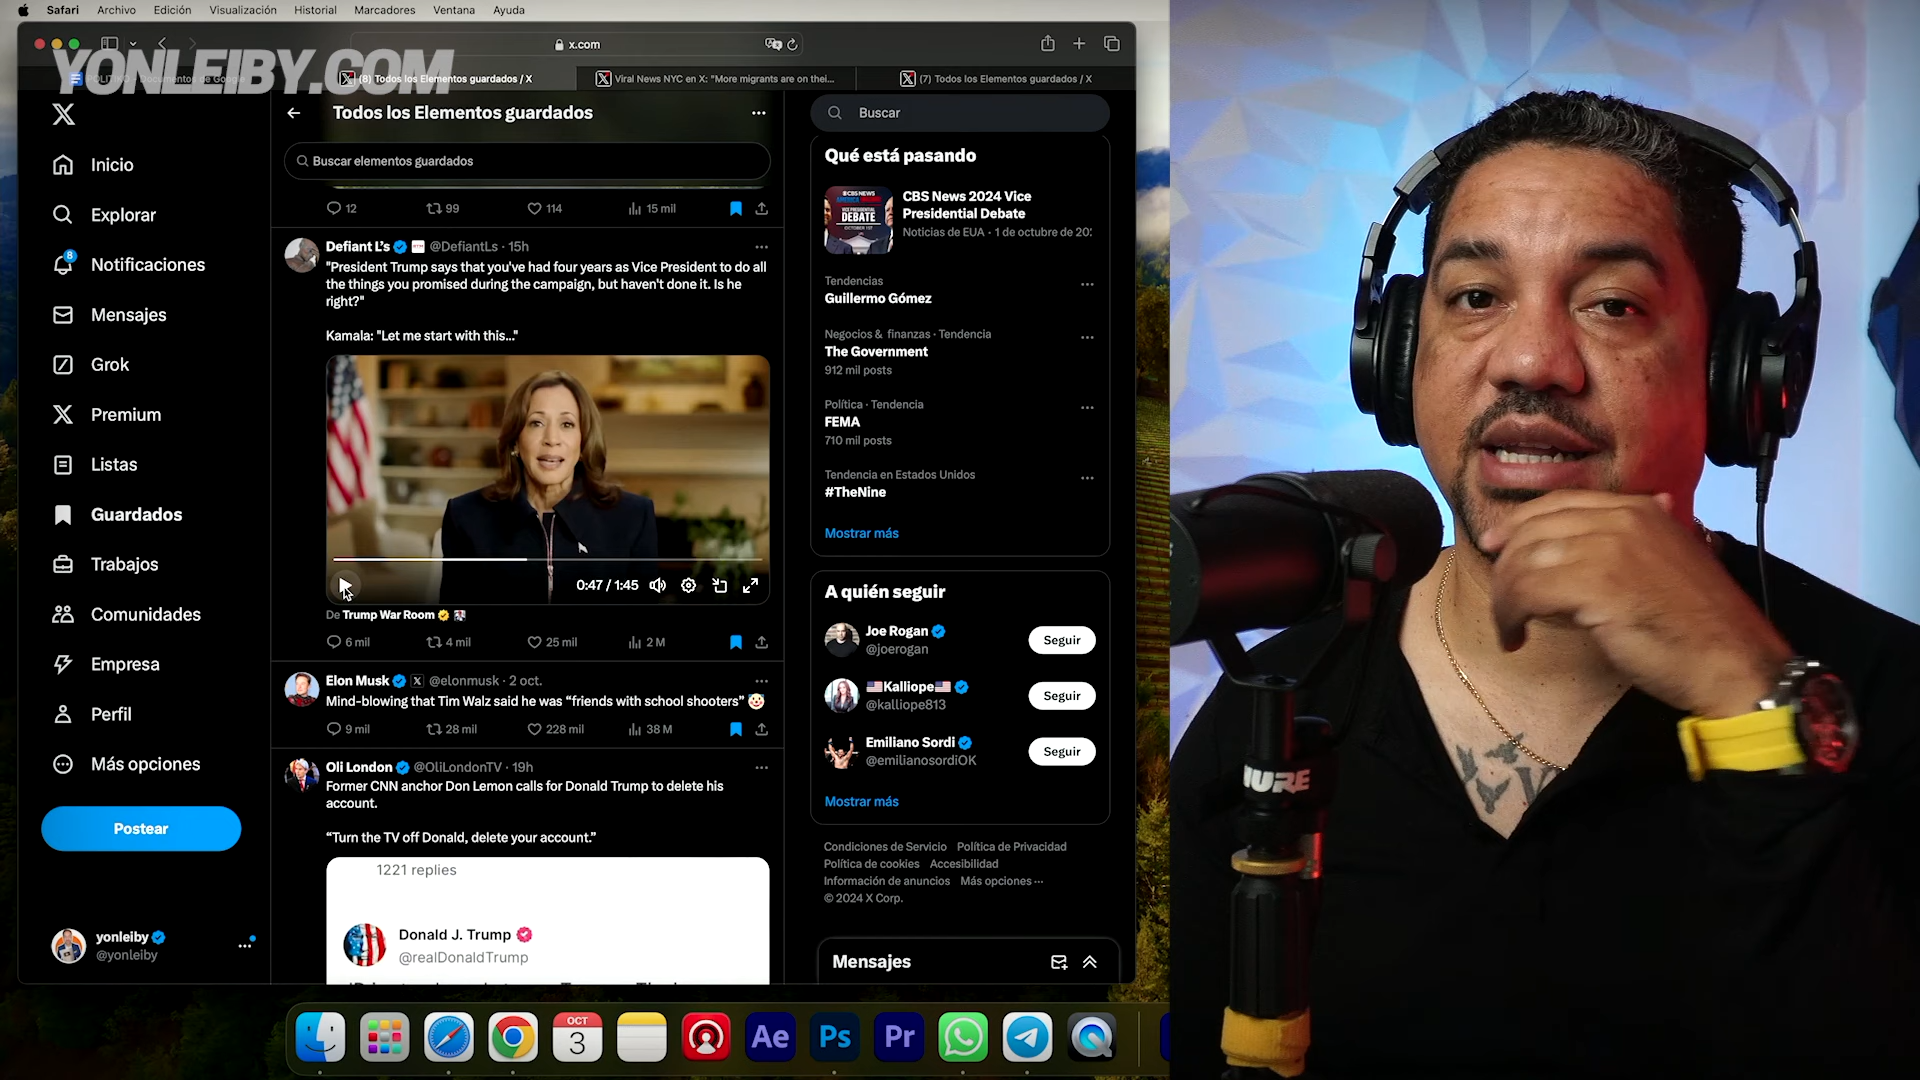 Safari Archivo Edición Visualización Historial Marcadores Ventana Ayuda
YONLEIBY.COM
x.com
(8) Todos los Elementos guardados / X
Viral News NYC en X: "More migrants are on thei...
(7) Todos los Elementos guardados / X
Inicio
Explorar
8
Notificaciones
Mensajes
Grok
Premium
Listas
Guardados
Trabajos
Comunidades
Empresa
Perfil
Más opciones
Postear
yonleiby
@yonleiby
Todos los Elementos guardados
Buscar elementos guardados
12 99 114 15 mil
Defiant L's @DefiantLs · 15h
"President Trump says that you've had four years as Vice President to do all
the things you promised during the campaign, but haven't done it. Is he
right?"
Kamala: "Let me start with this..."
0:47 / 1:45
De Trump War Room
6 mil 4 mil 25 mil 2 M
Elon Musk X @elonmusk · 2 oct.
Mind-blowing that Tim Walz said he was “friends with school shooters”
9 mil 28 mil 228 mil 38 M
Oli London @OliLondonTV · 19h
Former CNN anchor Don Lemon calls for Donald Trump to delete his
account.
“Turn the TV off Donald, delete your account.”
1221 replies
Donald J. Trump
@realDonaldTrump
Buscar
Qué está pasando
CBS NEWS
VICE PRESIDENTIAL
DEBATE
OCTOBER 1ST
CBS News 2024 Vice
Presidential Debate
Noticias de EUA · 1 de octubre de 202
Tendencias
Guillermo Gómez
Negocios & finanzas · Tendencia
The Government
912 mil posts
Política · Tendencia
FEMA
710 mil posts
Tendencia en Estados Unidos
#TheNine
Mostrar más
A quién seguir
Joe Rogan
@joerogan
Seguir
Kalliope
@kalliope813
Seguir
Emiliano Sordi
@emilianosordiOK
Seguir
Mostrar más
Condiciones de Servicio Política de Privacidad
Política de cookies Accesibilidad
Información de anuncios Más opciones ···
© 2024 X Corp.
Mensajes
OCT
3
Ae Ps Pr
HURE